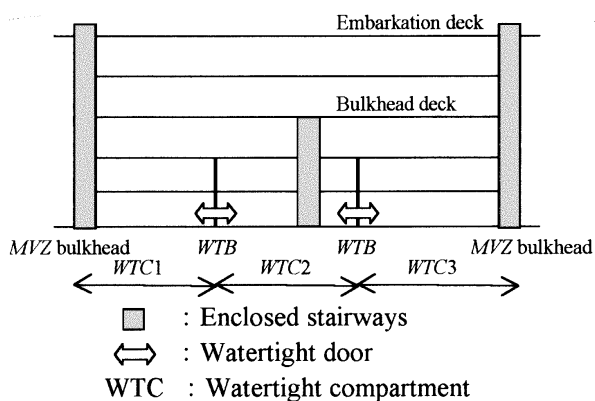 Embarkation deck
Bulkhead deck
MVZ bulkhead WTB WTB MVZ bulkhead
WTC1 WTC2 WTC3
: Enclosed stairways
: Watertight door
WTC : Watertight compartment